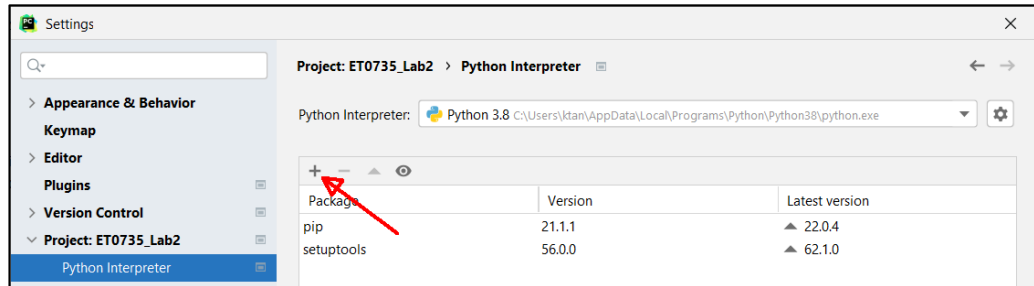 Settings
Project: ET0735_Lab2 > Python Interpreter
Appearance & Behavior
Keymap
Editor
Plugins
Version Control
Project: ET0735_Lab2
Python Interpreter
Python Interpreter: Python 3.8 C:\Users\ktan\AppData\Local\Programs\Python\Python38\python.exe
Package Version Latest version
pip 21.1.1 22.0.4
setuptools 56.0.0 62.1.0